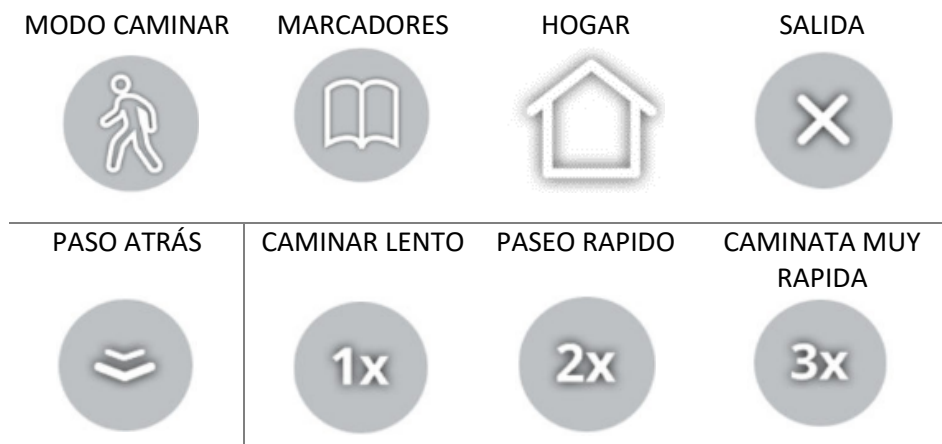 MODO CAMINAR
MARCADORES
HOGAR
SALIDA
PASO ATRÁS
CAMINAR LENTO
PASEO RAPIDO
CAMINATA MUY
RAPIDA
1x
2x
3x